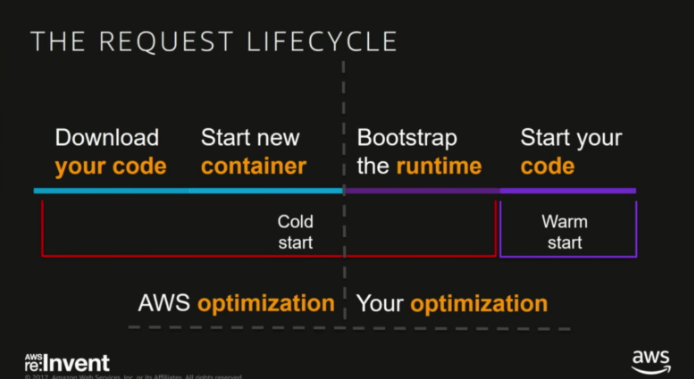 THE REQUEST LIFECYCLE
Download
your code
Start new
container
Bootstrap
the runtime
Start your
code
Cold
start
Warm
start
AWS optimization
Your optimization
AWS
re:Invent
aws
© 2017, Amazon Web Services, Inc. or its Affiliates. All rights reserved.